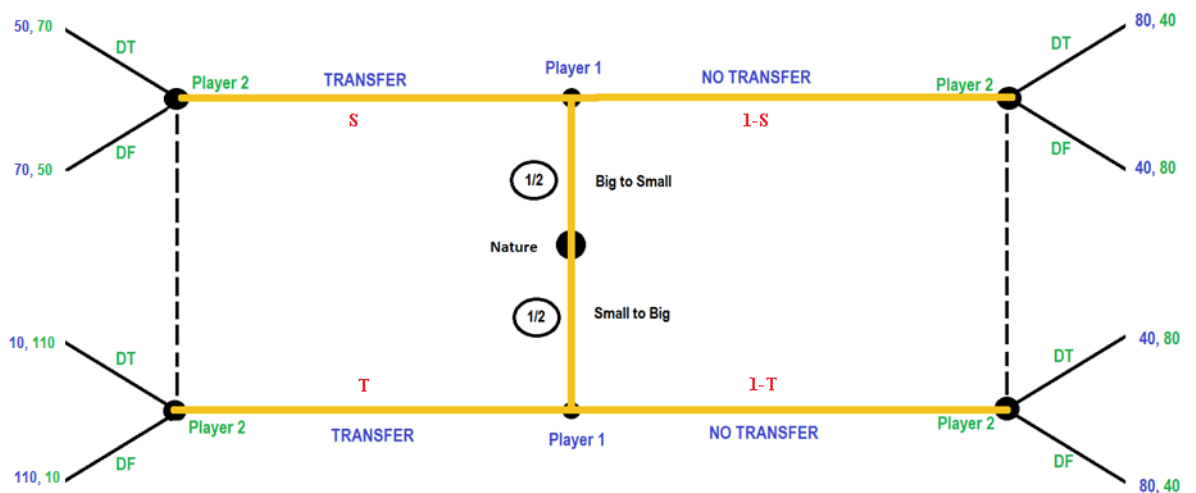 50, 70
DT
Player 2
TRANSFER
Player 1
NO TRANSFER
Player 2
DT
80, 40
S
1-S
DF
70, 50
DF
40, 80
1/2
Big to Small
Nature
1/2
Small to Big
10, 110
DT
T
1-T
DT
40, 80
Player 2
TRANSFER
Player 1
NO TRANSFER
Player 2
DF
110, 10
DF
80, 40